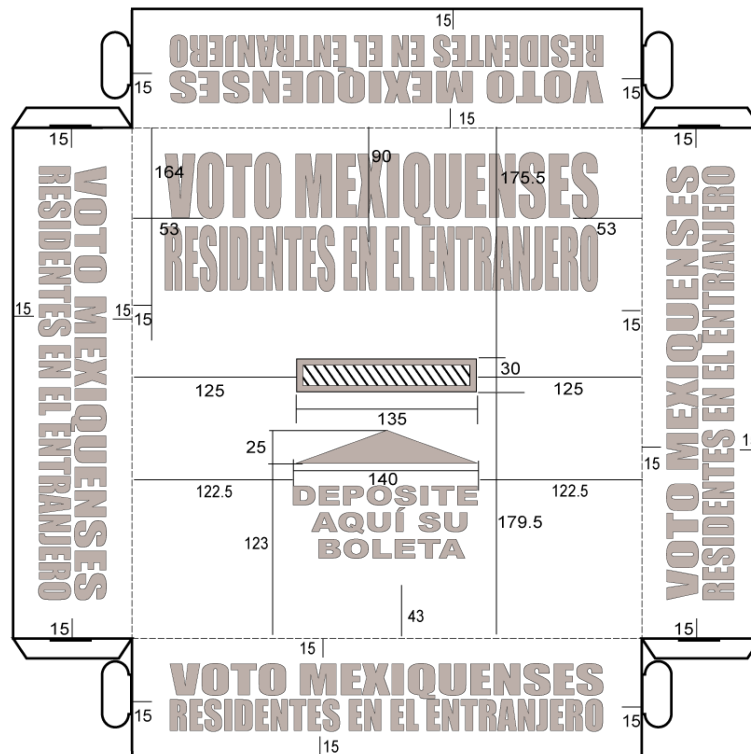 15
RESIDENTES EN EL ENTRANJERO
VOTO MEXIQUENSES
15
15
15
15
15
164
90
175.5
VOTO MEXIQUENSES
RESIDENTES EN EL ENTRANJERO
53
53
VOTO MEXIQUENSES
RESIDENTES EN EL ENTRANJERO
15
15
15
15
VOTO MEXIQUENSES
RESIDENTES EN EL ENTRANJERO
30
125
125
135
25
140
122.5
122.5
DEPOSITE
AQUÍ SU
BOLETA
123
179.5
43
15
15
15
15
VOTO MEXIQUENSES
RESIDENTES EN EL ENTRANJERO
15
15
15